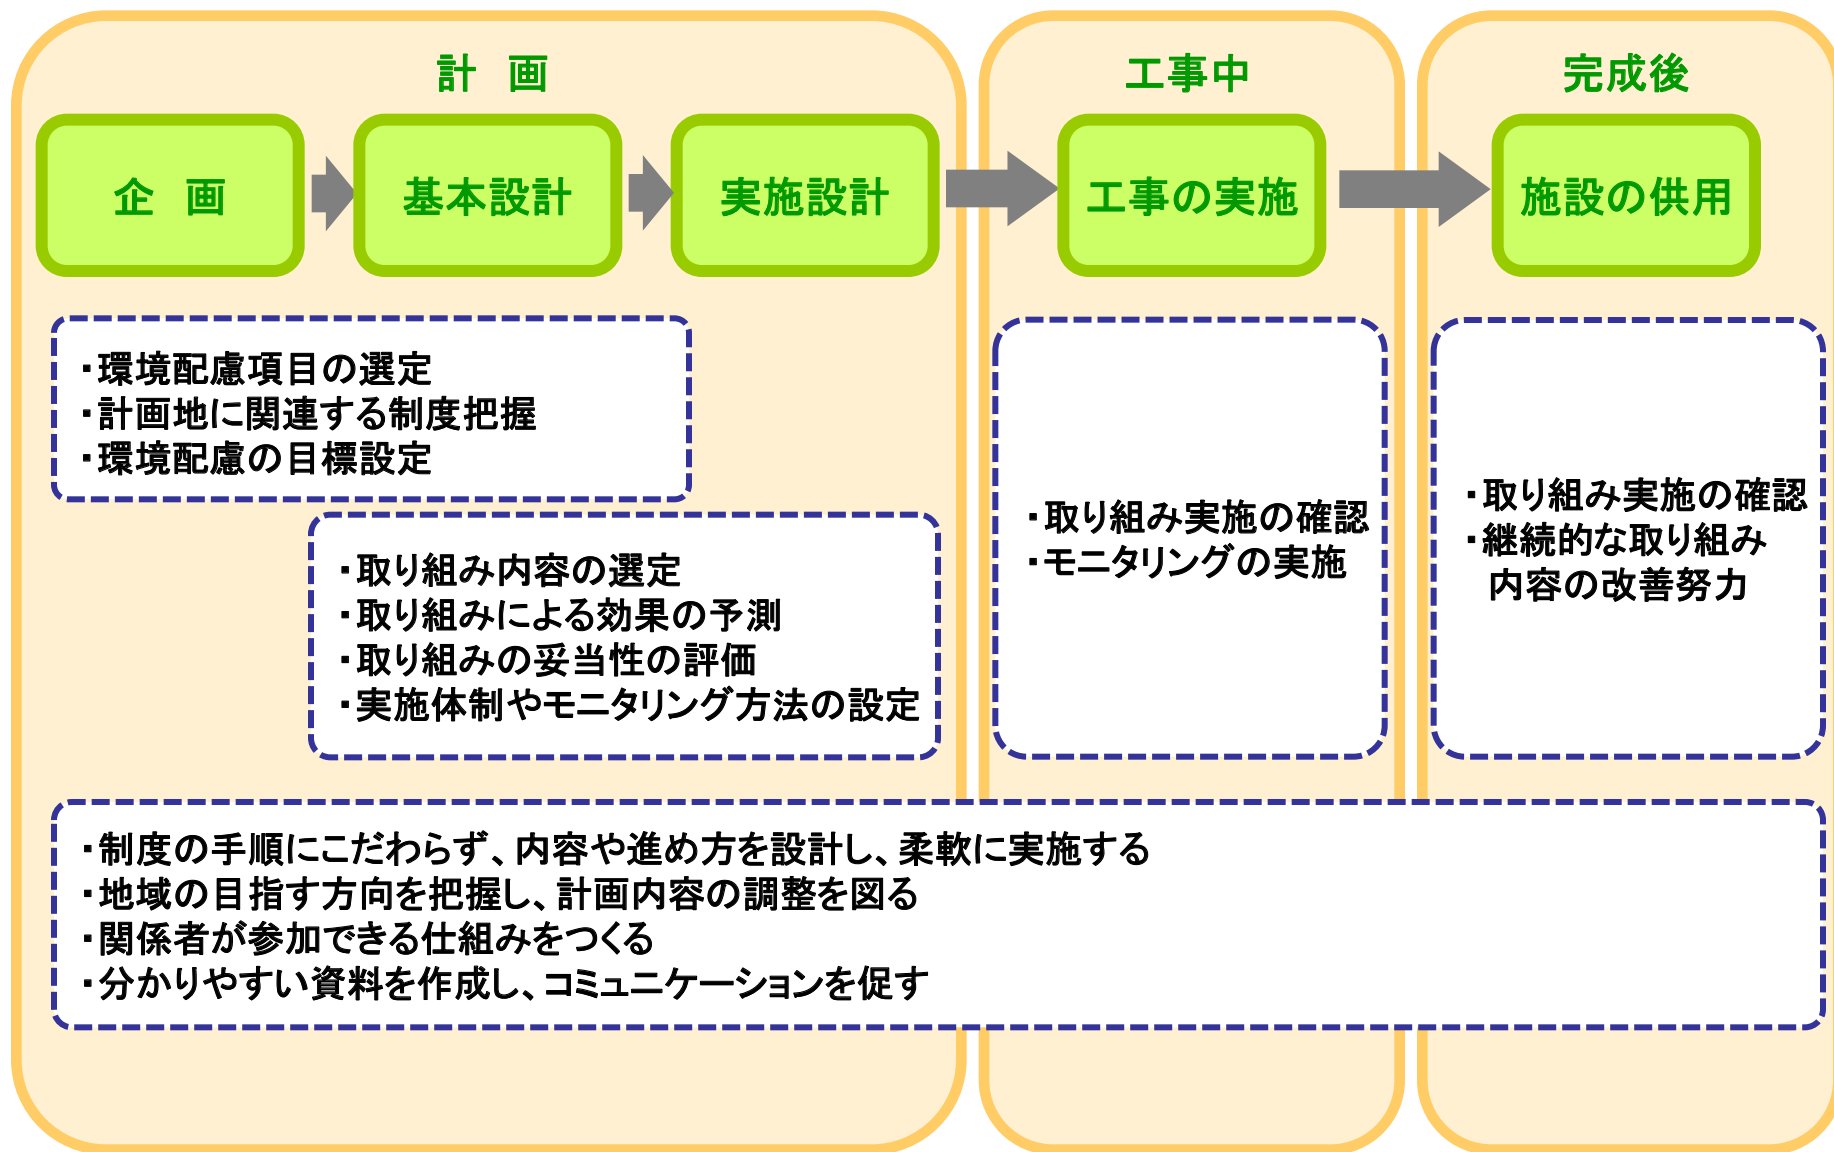 計　画
工事中
完成後
企　画
基本設計
実施設計
工事の実施
施設の供用
・環境配慮項目の選定
・計画地に関連する制度把握
・環境配慮の目標設定
・取り組み内容の選定
・取り組みによる効果の予測
・取り組みの妥当性の評価
・実施体制やモニタリング方法の設定
・取り組み実施の確認
・モニタリングの実施
・取り組み実施の確認
・継続的な取り組み
内容の改善努力
・制度の手順にこだわらず、内容や進め方を設計し、柔軟に実施する
・地域の目指す方向を把握し、計画内容の調整を図る
・関係者が参加できる仕組みをつくる
・分かりやすい資料を作成し、コミュニケーションを促す